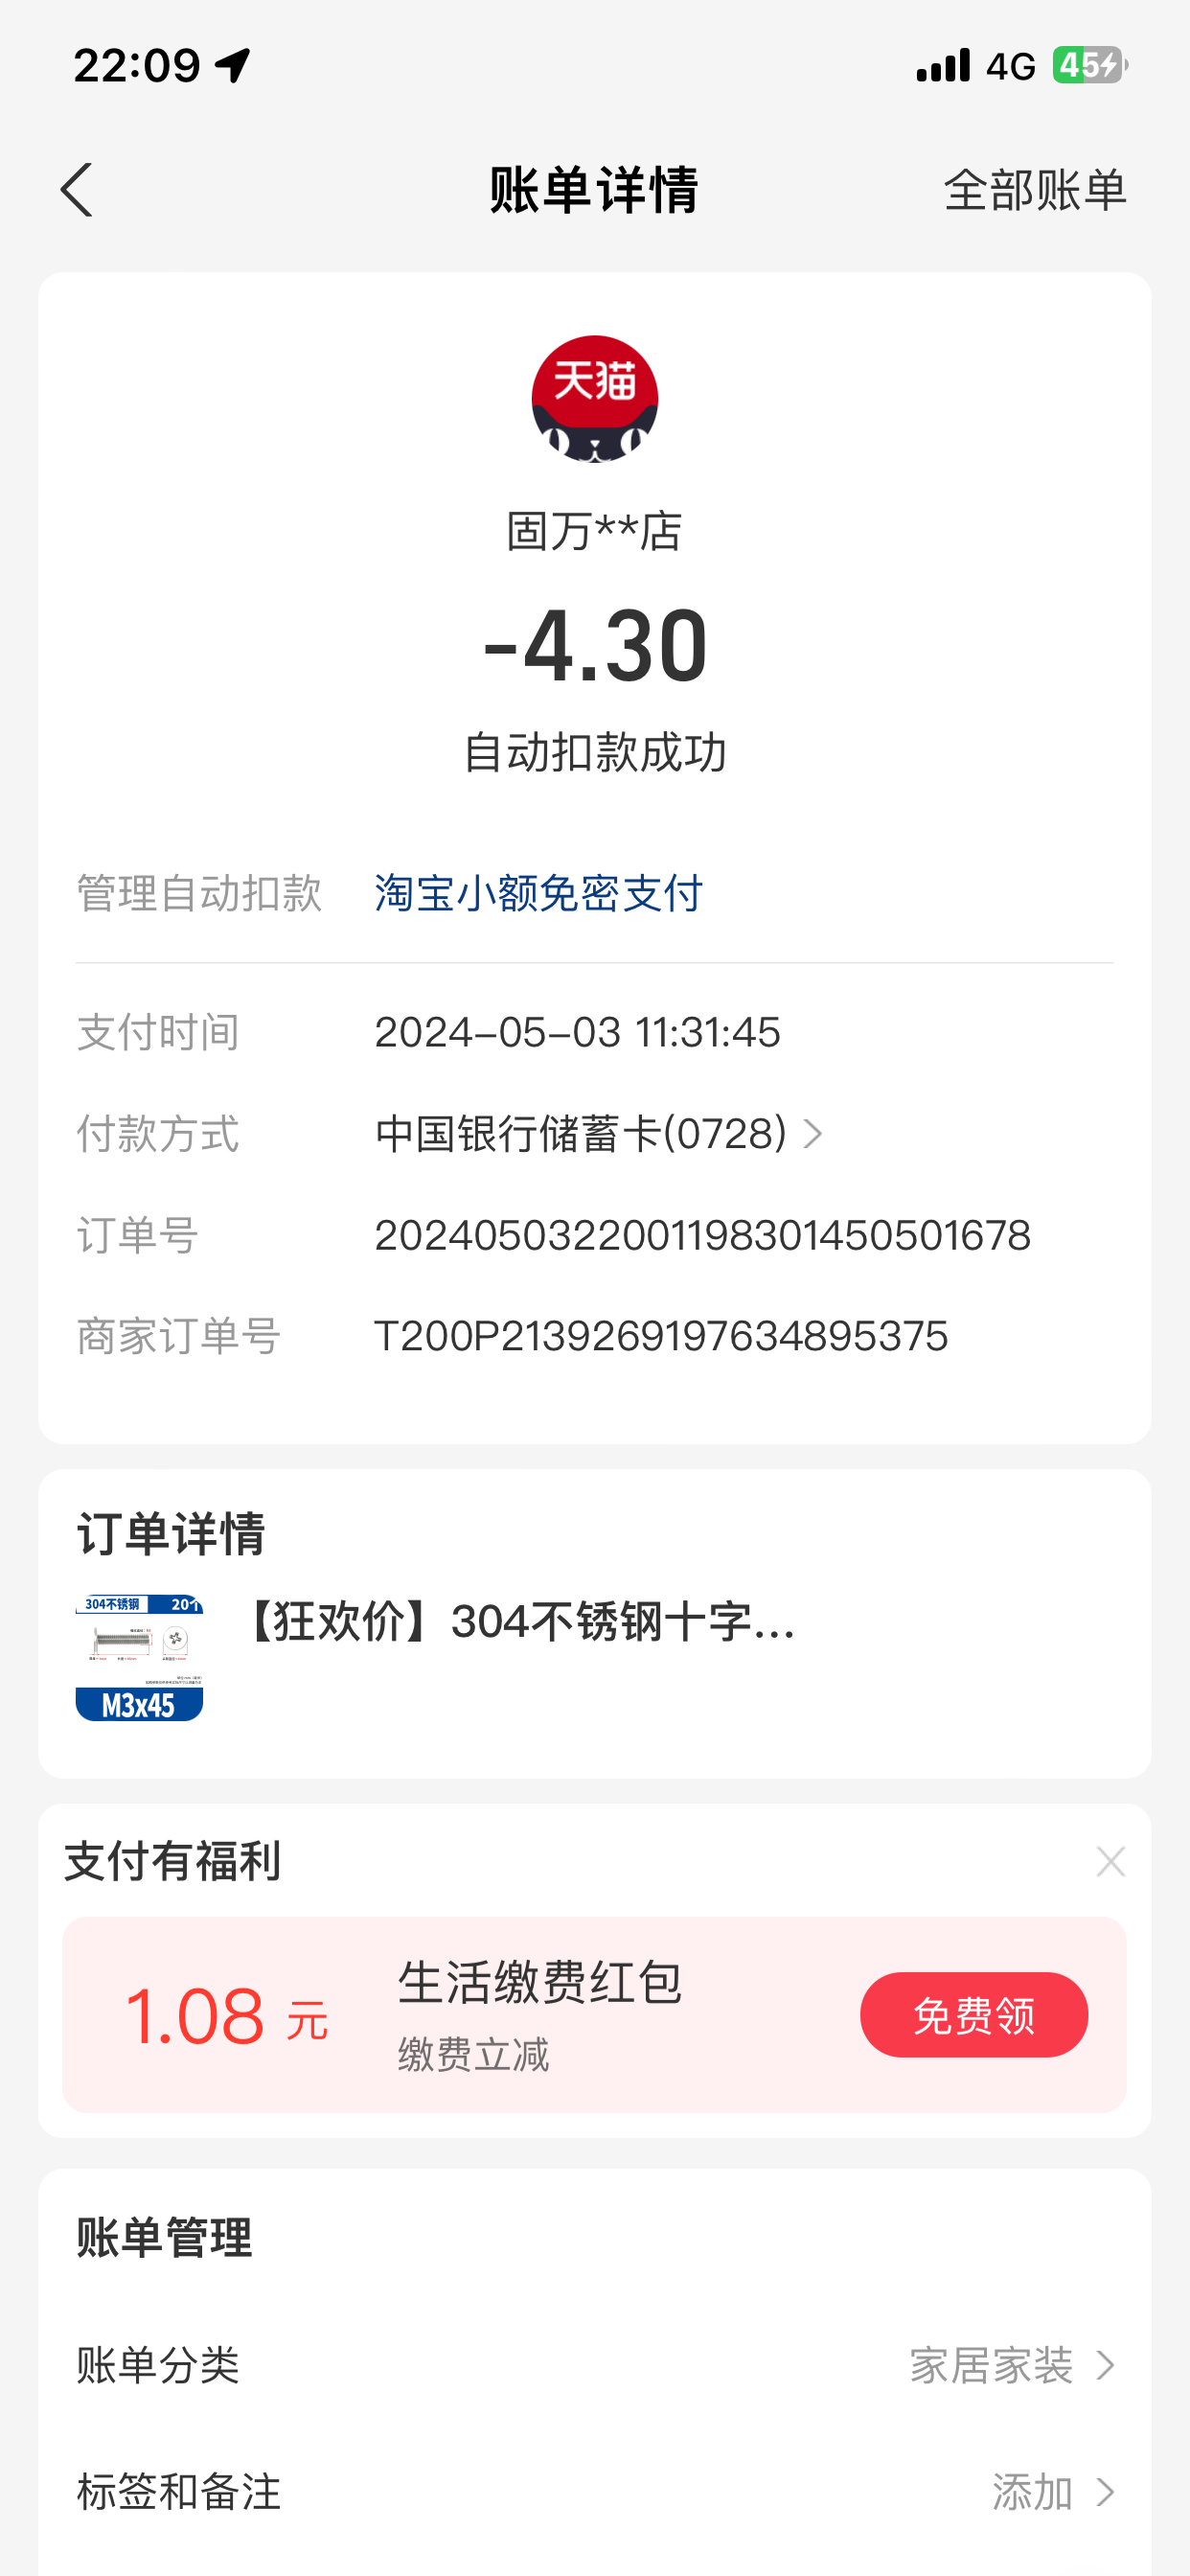 22:09
4G
45
账单详情
全部账单
天猫
固万**店
-4.30
自动扣款成功
管理自动扣款
淘宝小额免密支付
支付时间
2024-05-03 11:31:45
付款方式
中国银行储蓄卡(0728)
订单号
2024050322001198301450501678
商家订单号
T200P2139269197634895375
订单详情
304不锈钢
20个
M3x45
【狂欢价】304不锈钢十字...
支付有福利
1.08 元
生活缴费红包
缴费立减
免费领
账单管理
账单分类
家居家装
标签和备注
添加